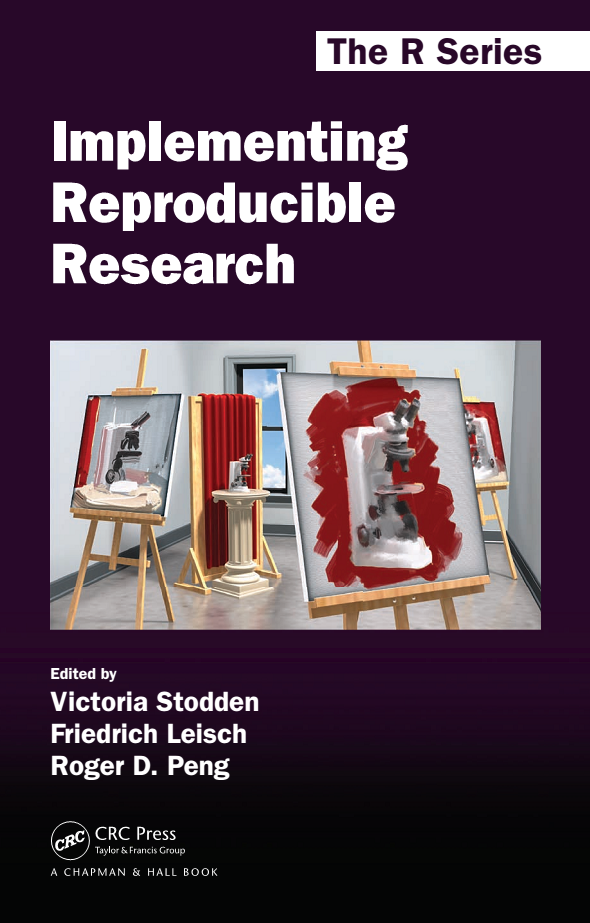 The R Series
Implementing
Reproducible
Research
Edited by
Victoria Stodden
Friedrich Leisch
Roger D. Peng
CRC
CRC Press
Taylor & Francis Group
A CHAPMAN & HALL BOOK